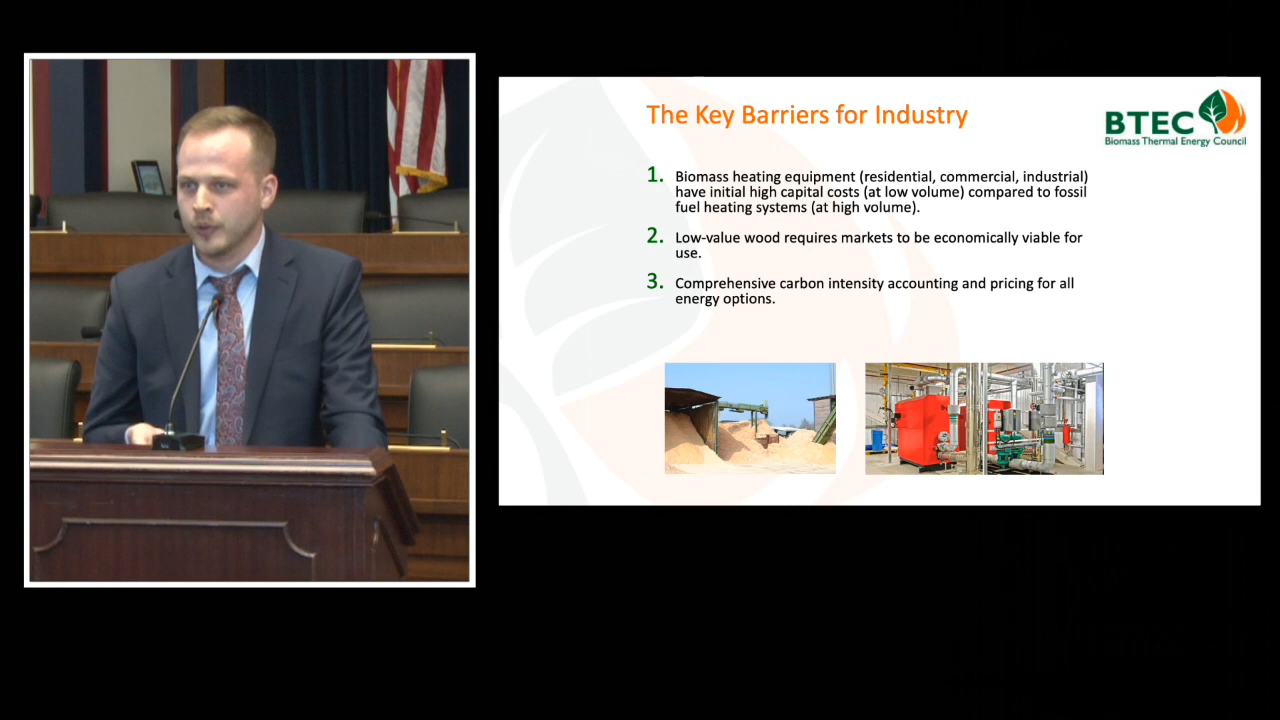 The Key Barriers for Industry
BTEC
Biomass Thermal Energy Council
1. Biomass heating equipment (residential, commercial, industrial)
have initial high capital costs (at low volume) compared to fossil
fuel heating systems (at high volume).
2. Low-value wood requires markets to be economically viable for
use.
3. Comprehensive carbon intensity accounting and pricing for all
energy options.